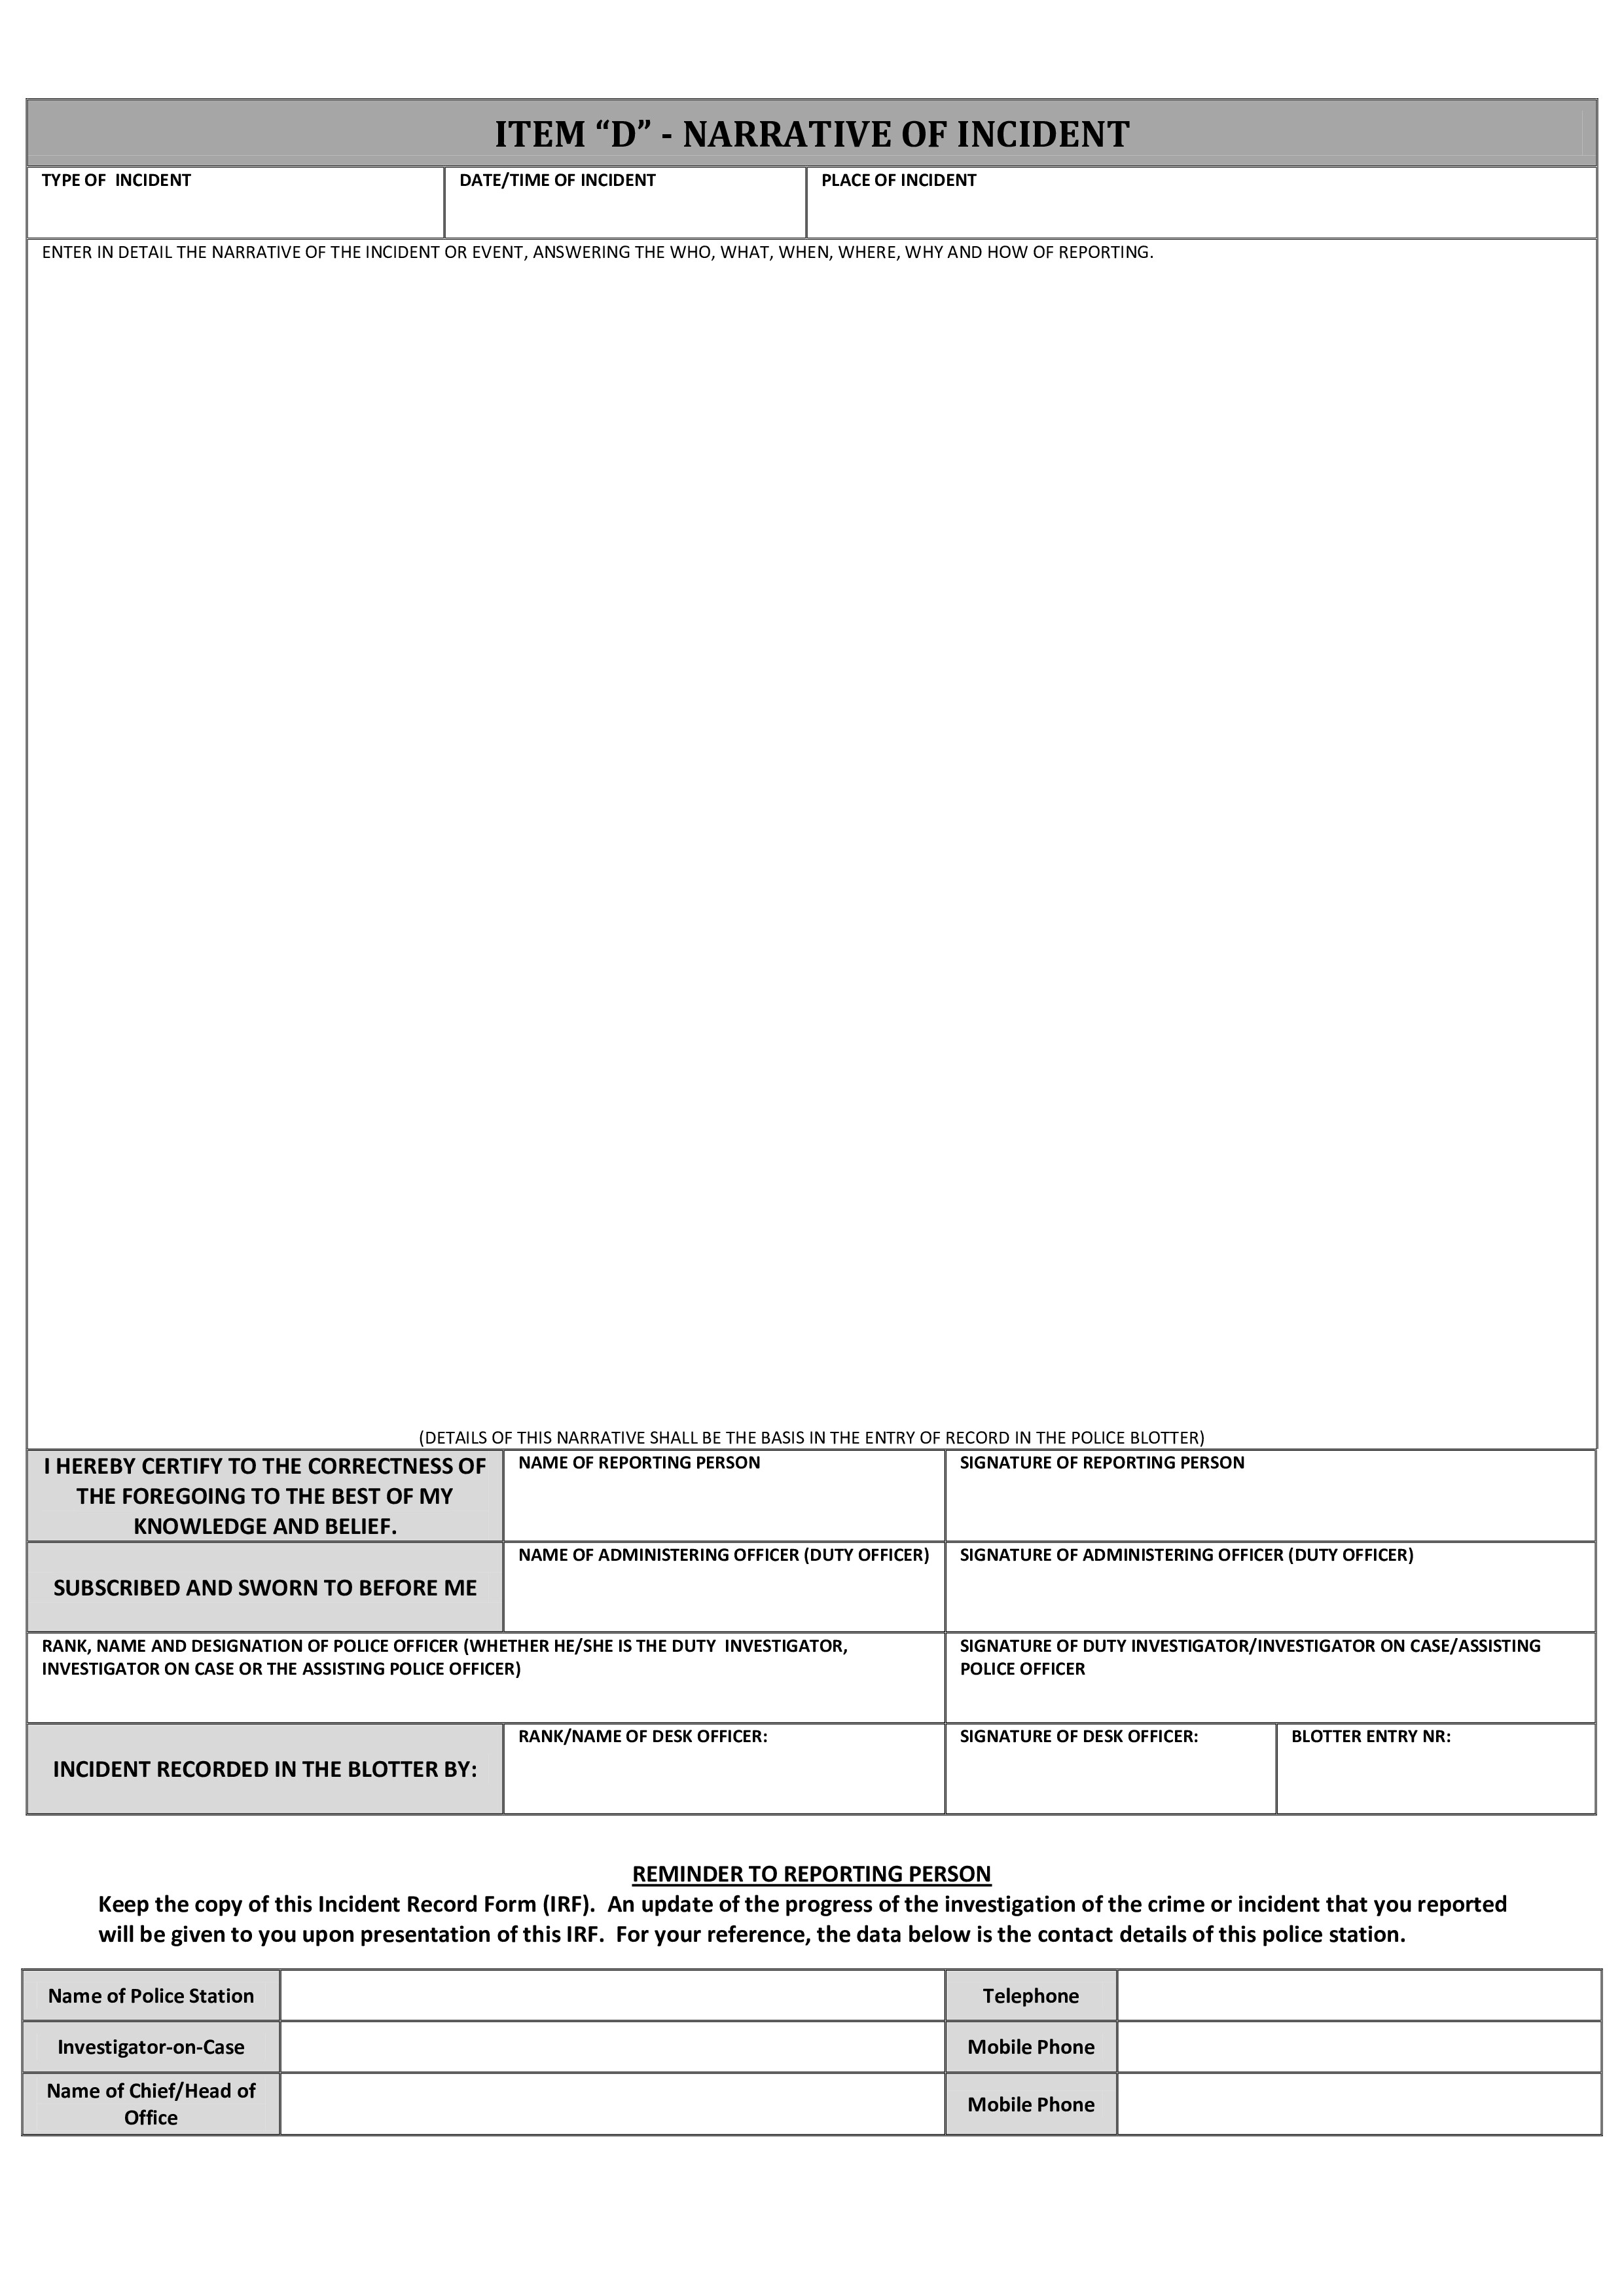 ITEM “D” - NARRATIVE OF INCIDENT
TYPE OF  INCIDENT
DATE/TIME OF INCIDENT
PLACE OF INCIDENT
ENTER IN DETAIL THE NARRATIVE OF THE INCIDENT OR EVENT, ANSWERING THE WHO, WHAT, WHEN, WHERE, WHY AND HOW OF REPORTING.
(DETAILS OF THIS NARRATIVE SHALL BE THE BASIS IN THE ENTRY OF RECORD IN THE POLICE BLOTTER)
I HEREBY CERTIFY TO THE CORRECTNESS OF
THE FOREGOING TO THE BEST OF MY
KNOWLEDGE AND BELIEF.
NAME OF REPORTING PERSON
SIGNATURE OF REPORTING PERSON
SUBSCRIBED AND SWORN TO BEFORE ME
NAME OF ADMINISTERING OFFICER (DUTY OFFICER)
SIGNATURE OF ADMINISTERING OFFICER (DUTY OFFICER)
RANK, NAME AND DESIGNATION OF POLICE OFFICER (WHETHER HE/SHE IS THE DUTY  INVESTIGATOR,
INVESTIGATOR ON CASE OR THE ASSISTING POLICE OFFICER)
SIGNATURE OF DUTY INVESTIGATOR/INVESTIGATOR ON CASE/ASSISTING
POLICE OFFICER
INCIDENT RECORDED IN THE BLOTTER BY:
RANK/NAME OF DESK OFFICER:
SIGNATURE OF DESK OFFICER:
BLOTTER ENTRY NR:
REMINDER TO REPORTING PERSON
Keep the copy of this Incident Record Form (IRF).  An update of the progress of the investigation of the crime or incident that you reported
will be given to you upon presentation of this IRF.  For your reference, the data below is the contact details of this police station.
Name of Police Station
Telephone
Investigator-on-Case
Mobile Phone
Name of Chief/Head of
Office
Mobile Phone